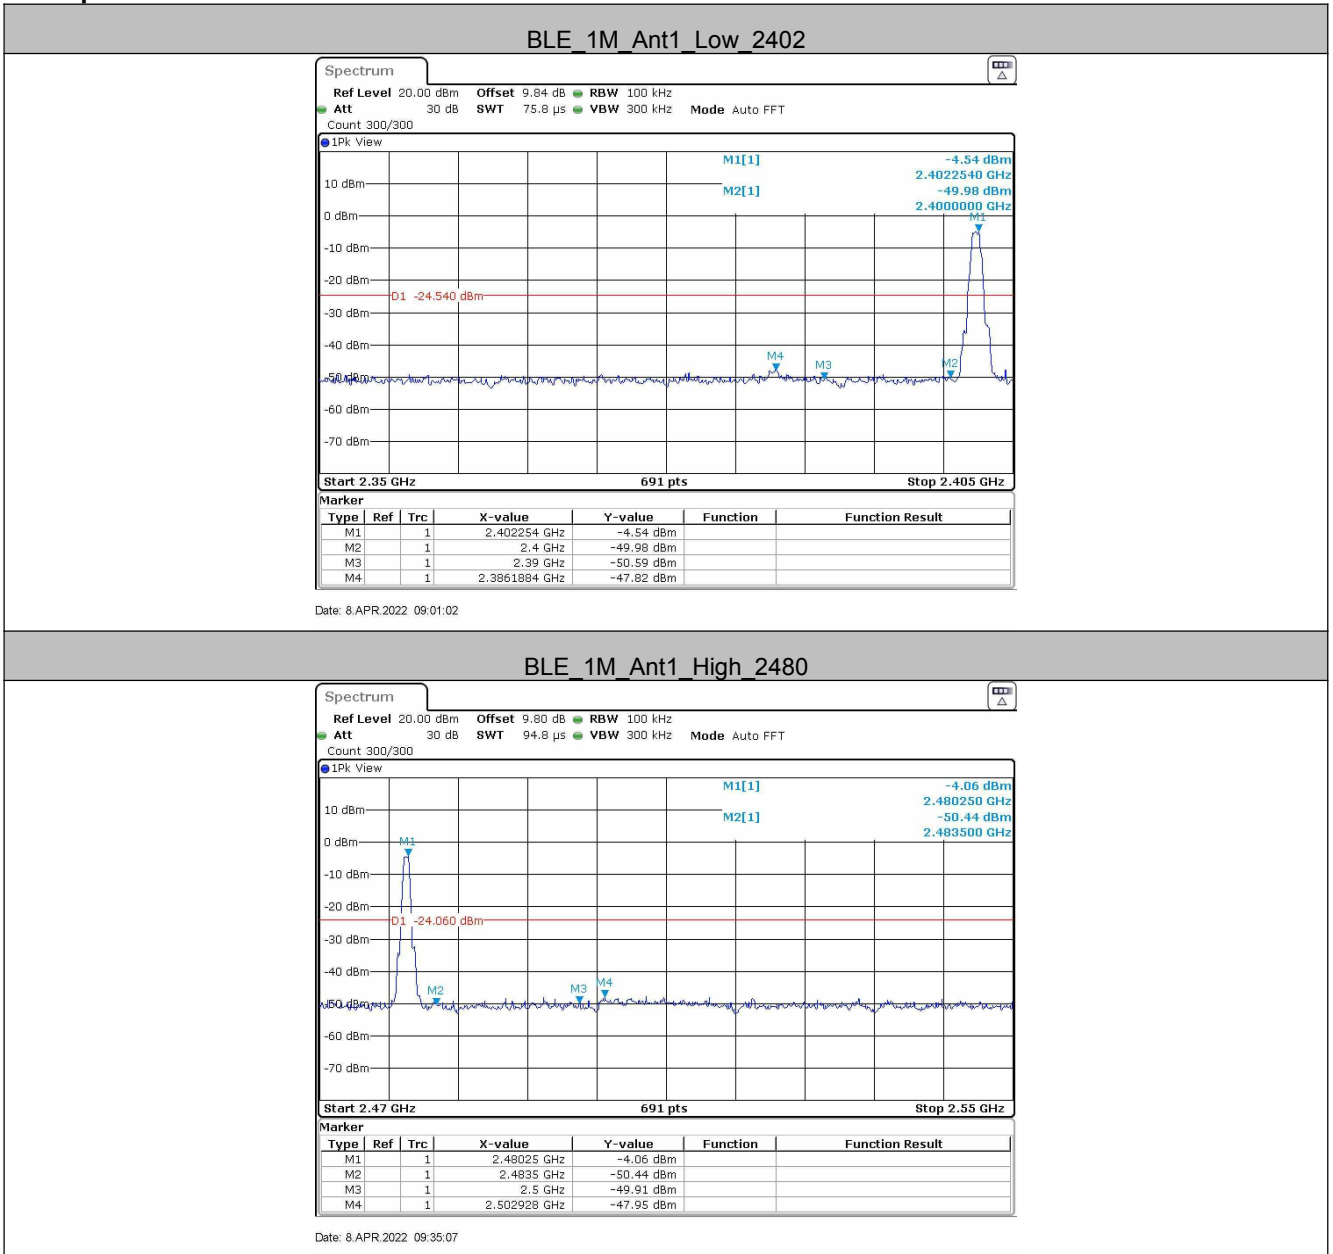 BLE_1M_Ant1_Low_2402
Spectrum
Ref Level 20.00 dBm Offset 9.84 dB RBW 100 kHz
Att 30 dB SWT 75.8 µs VBW 300 kHz Mode Auto FFT
Count 300/300
1Pk View
M1[1] -4.54 dBm
2.4022540 GHz
10 dBm
M2[1] -49.98 dBm
2.4000000 GHz
0 dBm
M1
-10 dBm
-20 dBm
D1 -24.540 dBm
-30 dBm
-40 dBm
M4 M3 M2
-50 dBm
-60 dBm
-70 dBm
Start 2.35 GHz 691 pts Stop 2.405 GHz
Marker
Type Ref Trc X-value Y-value Function Function Result
M1 1 2.402254 GHz -4.54 dBm
M2 1 2.4 GHz -49.98 dBm
M3 1 2.39 GHz -50.59 dBm
M4 1 2.3861884 GHz -47.82 dBm
Date: 8.APR.2022 09:01:02
BLE_1M_Ant1_High_2480
Spectrum
Ref Level 20.00 dBm Offset 9.80 dB RBW 100 kHz
Att 30 dB SWT 94.8 µs VBW 300 kHz Mode Auto FFT
Count 300/300
1Pk View
M1[1] -4.06 dBm
2.480250 GHz
10 dBm
M2[1] -50.44 dBm
2.483500 GHz
0 dBm
M1
-10 dBm
-20 dBm
D1 -24.060 dBm
-30 dBm
-40 dBm
M2 M3 M4
-50 dBm
-60 dBm
-70 dBm
Start 2.47 GHz 691 pts Stop 2.55 GHz
Marker
Type Ref Trc X-value Y-value Function Function Result
M1 1 2.48025 GHz -4.06 dBm
M2 1 2.4835 GHz -50.44 dBm
M3 1 2.5 GHz -49.91 dBm
M4 1 2.502928 GHz -47.95 dBm
Date: 8.APR.2022 09:35:07